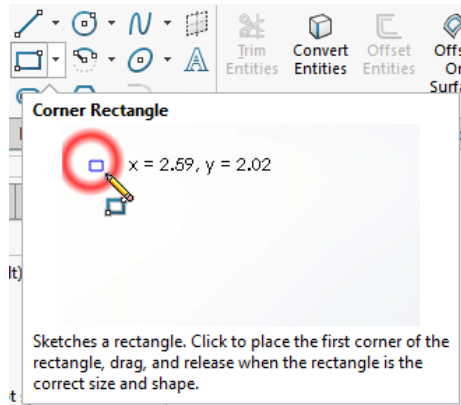 Trim
Entities
Convert
Entities
Offset
Entities
Offs
On
Surfa
Corner Rectangle
x = 2.59, y = 2.02
lt)
Sketches a rectangle. Click to place the first corner of the
rectangle, drag, and release when the rectangle is the
correct size and shape.